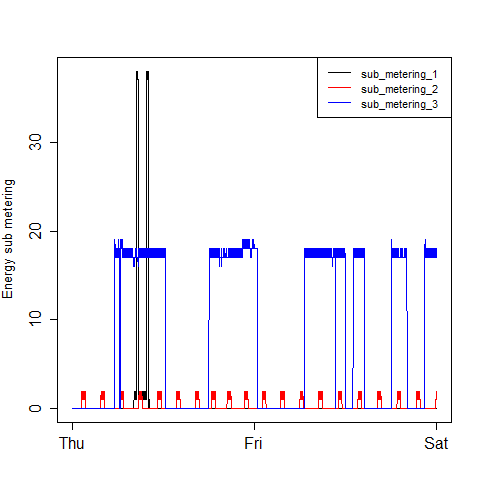 sub_metering_1
sub_metering_2
sub_metering_3
Energy sub metering
30
20
10
0
Thu Fri Sat